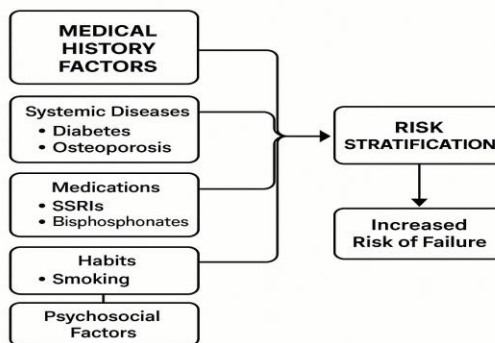 MEDICAL
HISTORY
FACTORS
Systemic Diseases
• Diabetes
• Osteoporosis
Medications
• SSRIs
• Bisphosphonates
Habits
• Smoking
Psychosocial
Factors
RISK
STRATIFICATION
Increased
Risk of Failure